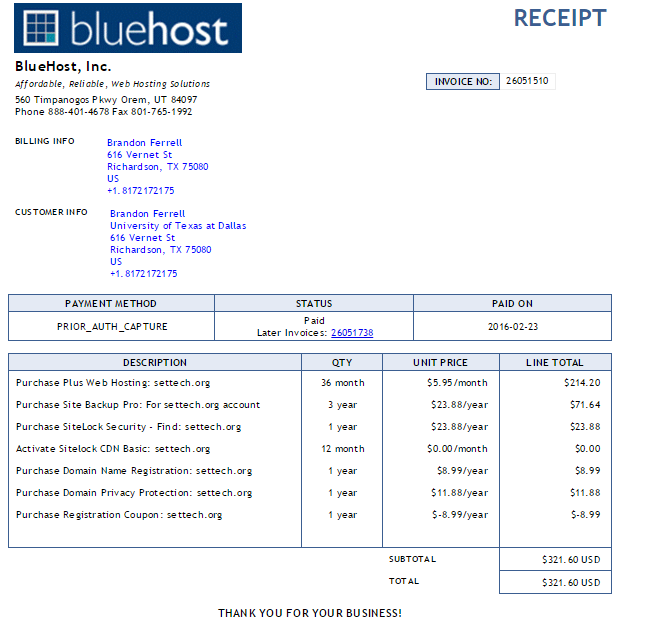 bluehost
RECEIPT
BlueHost, Inc.
Affordable, Reliable, Web Hosting Solutions
560 Timpanogos Pkwy Orem, UT 84097
Phone 888-401-4678 Fax 801-765-1992
INVOICE NO: 26051510
BILLING INFO
Brandon Ferrell
616 Vernet St
Richardson, TX 75080
US
+1.8172172175
CUSTOMER INFO
Brandon Ferrell
University of Texas at Dallas
616 Vernet St
Richardson, TX 75080
US
+1.8172172175
PAYMENT METHOD STATUS PAID ON
PRIOR_AUTH_CAPTURE Paid 2016-02-23
Later Invoices: 26051738
DESCRIPTION QTY UNIT PRICE LINE TOTAL
Purchase Plus Web Hosting: settech.org 36 month $5.95/month $214.20
Purchase Site Backup Pro: For settech.org account 3 year $23.88/year $71.64
Purchase SiteLock Security - Find: settech.org 1 year $23.88/year $23.88
Activate Sitelock CDN Basic: settech.org 12 month $0.00/month $0.00
Purchase Domain Name Registration: settech.org 1 year $8.99/year $8.99
Purchase Domain Privacy Protection: settech.org 1 year $11.88/year $11.88
Purchase Registration Coupon: settech.org 1 year $-8.99/year $-8.99
SUBTOTAL $321.60 USD
TOTAL $321.60 USD
THANK YOU FOR YOUR BUSINESS!